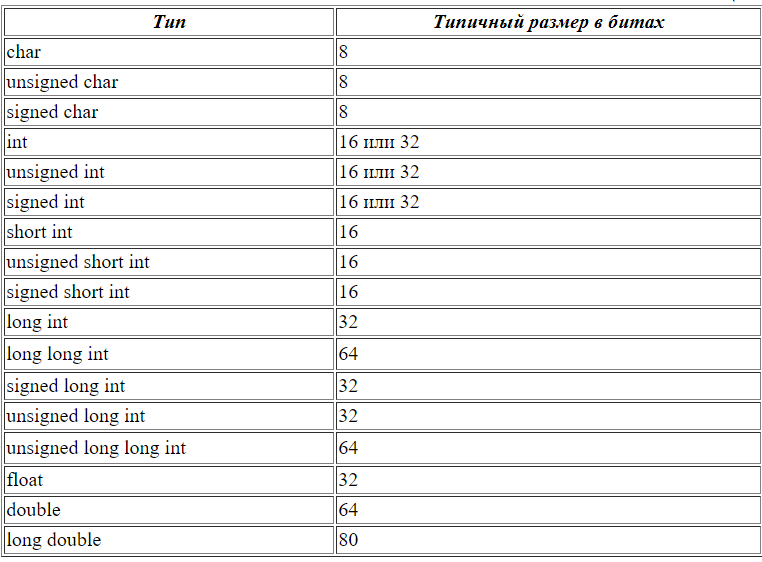 Тип Типичный размер в битах
char 8
unsigned char 8
signed char 8
int 16 или 32
unsigned int 16 или 32
signed int 16 или 32
short int 16
unsigned short int 16
signed short int 16
long int 32
long long int 64
signed long int 32
unsigned long int 32
unsigned long long int 64
float 32
double 64
long double 80